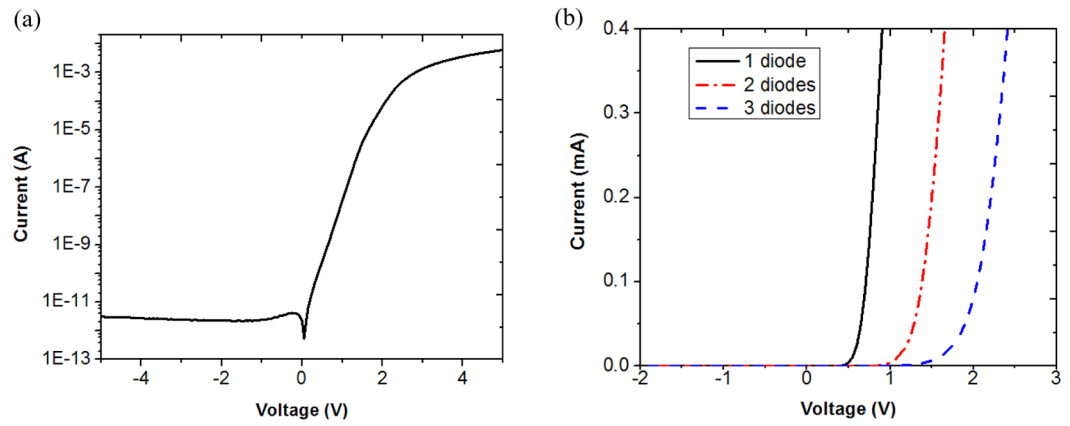 (a)
1E-3
1E-5
1E-7
1E-9
1E-11
1E-13
Current (A)
-4
-2
0
2
4
Voltage (V)
(b)
0.4
0.3
0.2
0.1
0.0
Current (mA)
1 diode
2 diodes
3 diodes
-2
-1
0
1
2
3
Voltage (V)